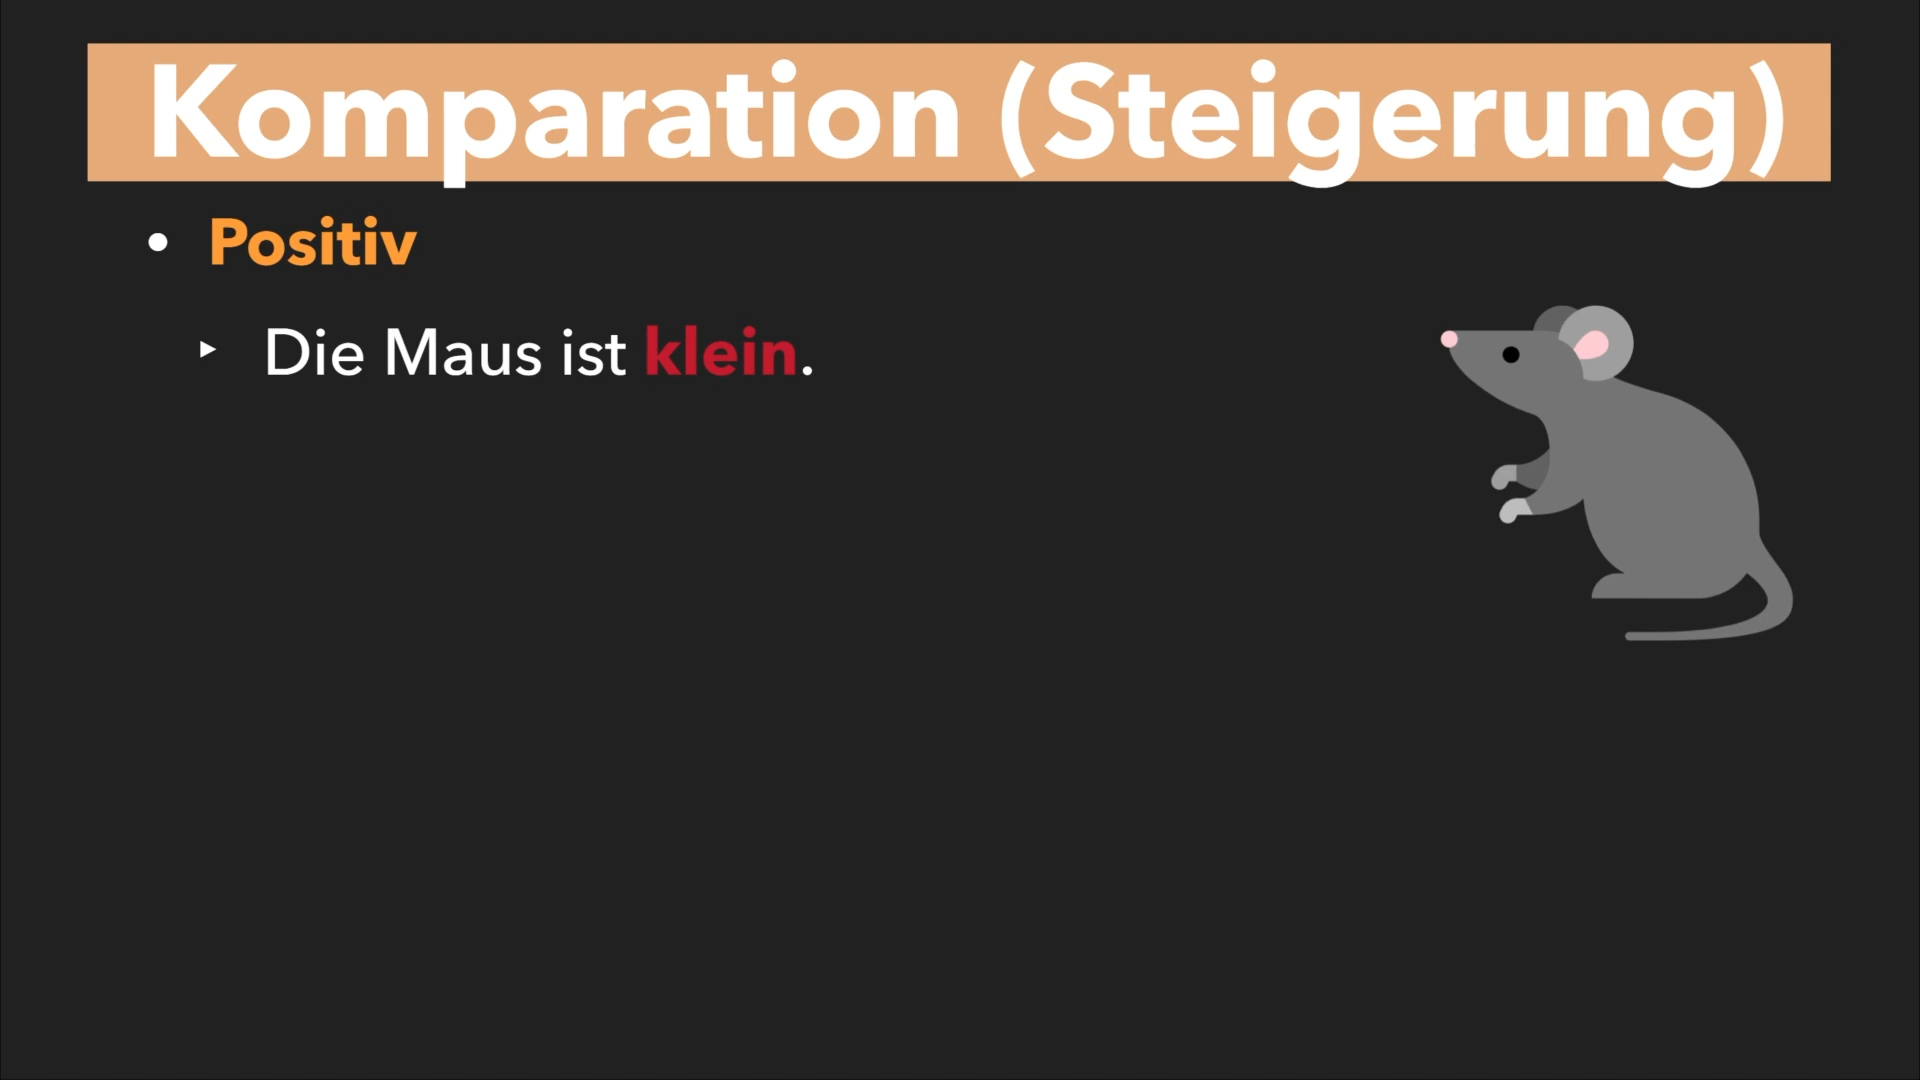 Komparation (Steigerung)
• Positiv
‣ Die Maus ist klein.